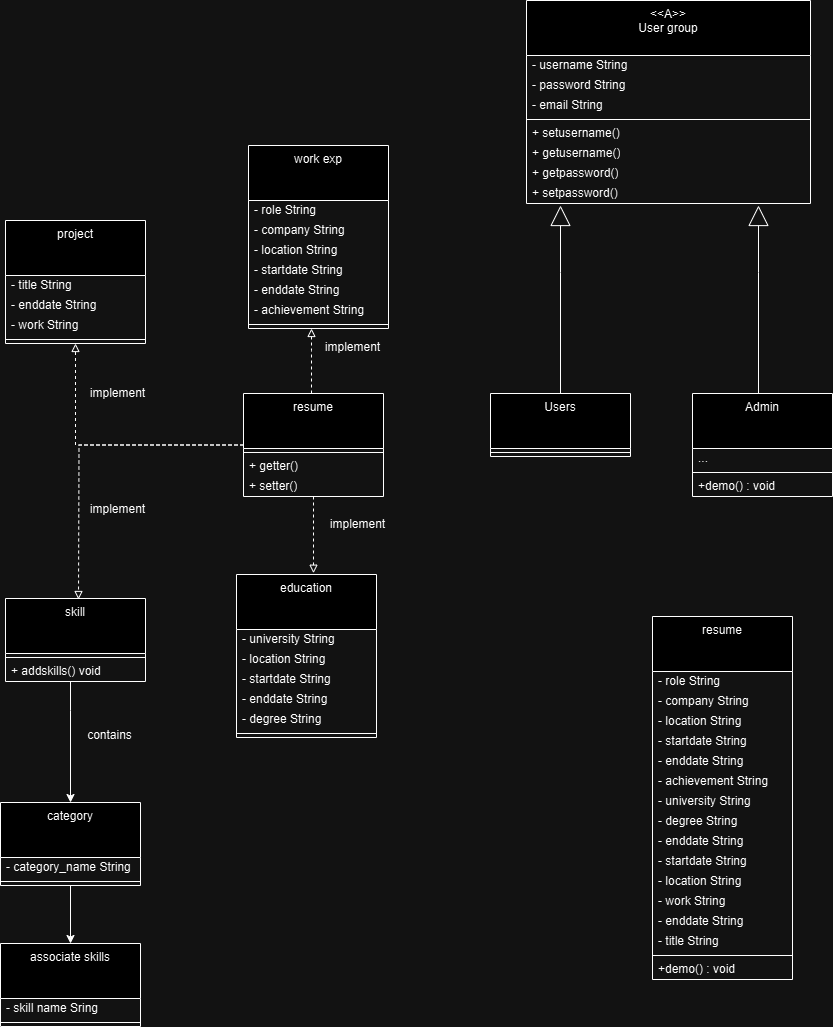 <<A>>
User group
- username String
- password String
- email String
+ setusername()
+ getusername()
+ getpassword()
+ setpassword()
work exp
- role String
- company String
- location String
- startdate String
- enddate String
- achievement String
project
- title String
- enddate String
- work String
implement
implement
resume
+ getter()
+ setter()
Users
Admin
...
+demo() : void
implement
implement
education
- university String
- location String
- startdate String
- enddate String
- degree String
skill
+ addskills() void
contains
category
- category_name String
associate skills
- skill name Sring
resume
- role String
- company String
- location String
- startdate String
- enddate String
- achievement String
- university String
- degree String
- enddate String
- startdate String
- location String
- work String
- enddate String
- title String
+demo() : void